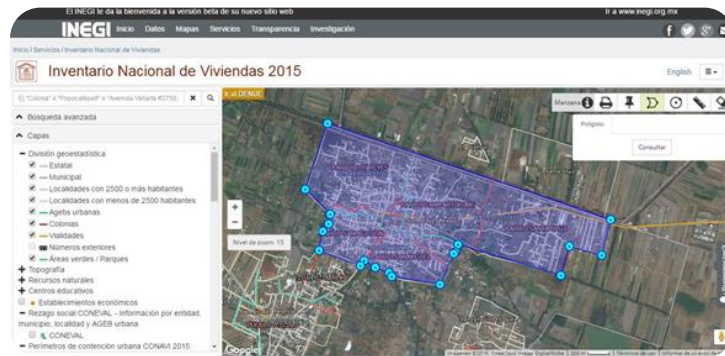 El INEGI te da la bienvenida a la versión beta de su nuevo sitio web
Ir a www.inegi.org.mx
INEGI
Inicio Datos Mapas Servicios Transparencia Investigación
Inicio / Servicios / Inventario Nacional de Viviendas
Inventario Nacional de Viviendas 2015
English
Búsqueda avanzada
Capas
División geoestadística
Estatal
Municipal
Localidades con 2500 o más habitantes
Localidades con menos de 2500 habitantes
Agebs urbanas
Colonias
Vialidades
Números exteriores
Áreas verdes / Parques
Topografía
Recursos naturales
Centros educativos
Establecimientos económicos
Rezago social CONEVAL - Información por entidad,
municipio, localidad y AGEB urbana
CONEVAL
Perímetros de contención urbana CONAVI 2015
Ir al DENUE
Manzana
Polígono:
Consultar
+
-
Nivel de zoom: 15
Google